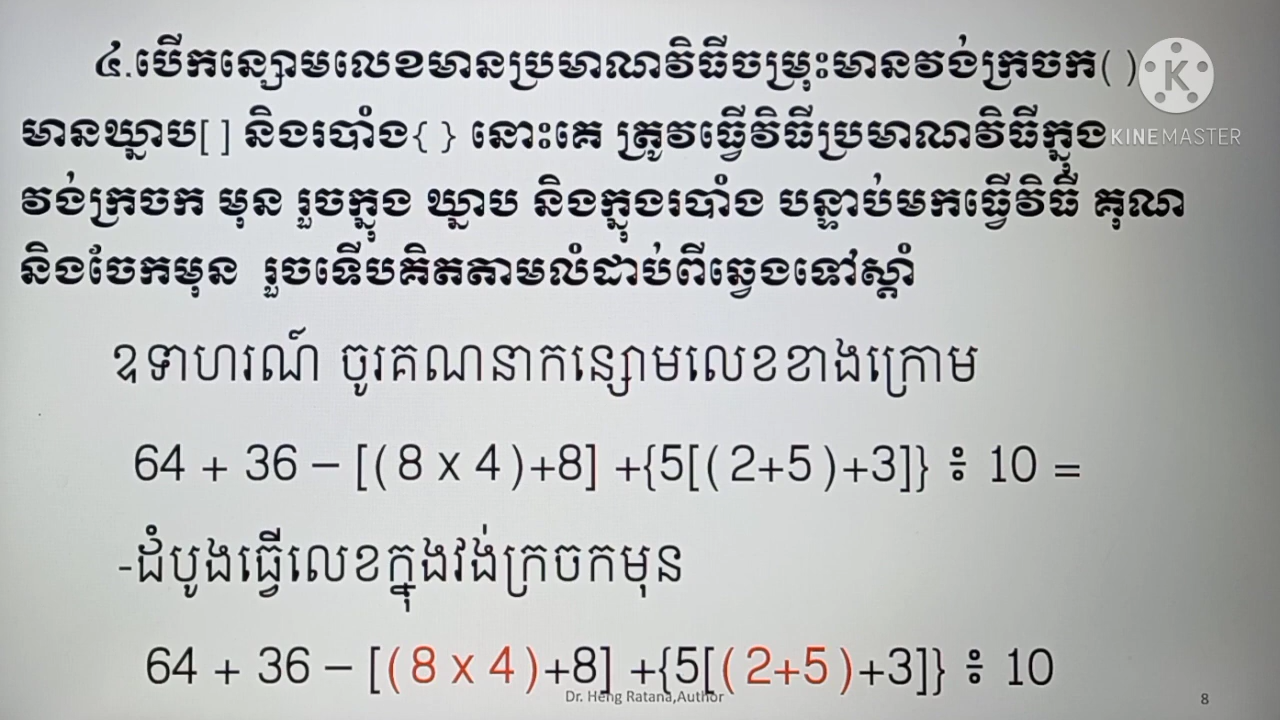 ៤.បើកន្សោមលេខមានប្រមាណវិធីចម្រុះមានវង់ក្រចក( )
មានឃ្នាប[ ] និងរបាំង{ } នោះគេ ត្រូវធ្វើវិធីប្រមាណវិធីក្នុង
វង់ក្រចក មុន រួចក្នុង ឃ្នាប និងក្នុងរបាំង បន្ទាប់មកធ្វើវិធី គុណ
និងចែកមុន រួចទើបគិតតាមលំដាប់ពីឆ្វេងទៅស្តាំ
K
KINEMASTER
ឧទាហរណ៍ ចូរគណនាកន្សោមលេខខាងក្រោម
64 + 36 – [( 8 x 4 )+8] +{5[( 2+5 )+3]} ÷ 10 =
-ដំបូងធ្វើលេខក្នុងវង់ក្រចកមុន
64 + 36 – [( 8 x 4 )+8] +{5[( 2+5 )+3]} ÷ 10
Dr. Heng Ratana,Author
8